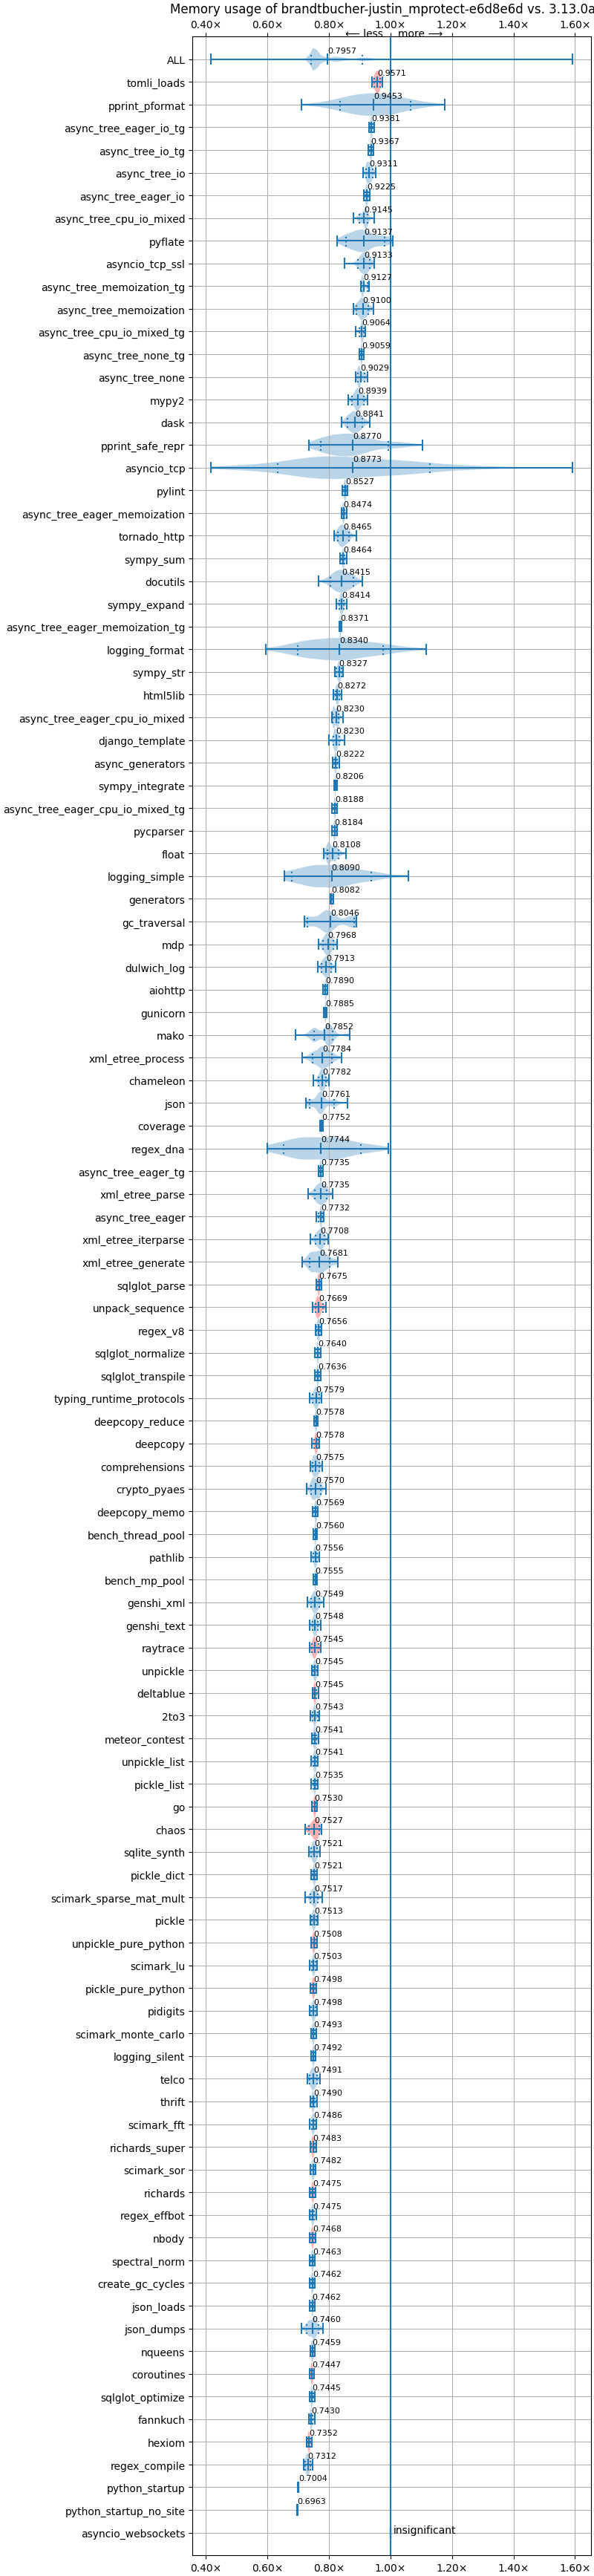 Memory usage of brandtbucher-justin_mprotect-e6d8e6d vs. 3.13.0a
0.40× 0.60× 0.80× 1.00× 1.20× 1.40× 1.60×
⟵ less more ⟶
ALL 0.7957
tomli_loads 0.9571
pprint_pformat 0.9453
async_tree_eager_io_tg 0.9381
async_tree_io_tg 0.9367
async_tree_io 0.9311
async_tree_eager_io 0.9225
async_tree_cpu_io_mixed 0.9145
pyflate 0.9137
asyncio_tcp_ssl 0.9133
async_tree_memoization_tg 0.9127
async_tree_memoization 0.9100
async_tree_cpu_io_mixed_tg 0.9064
async_tree_none_tg 0.9059
async_tree_none 0.9029
mypy2 0.8939
dask 0.8841
pprint_safe_repr 0.8770
asyncio_tcp 0.8773
pylint 0.8527
async_tree_eager_memoization 0.8474
tornado_http 0.8465
sympy_sum 0.8464
docutils 0.8415
sympy_expand 0.8414
async_tree_eager_memoization_tg 0.8371
logging_format 0.8340
sympy_str 0.8327
html5lib 0.8272
async_tree_eager_cpu_io_mixed 0.8230
django_template 0.8230
async_generators 0.8222
sympy_integrate 0.8206
async_tree_eager_cpu_io_mixed_tg 0.8188
pycparser 0.8184
float 0.8108
logging_simple 0.8090
generators 0.8082
gc_traversal 0.8046
mdp 0.7968
dulwich_log 0.7913
aiohttp 0.7890
gunicorn 0.7885
mako 0.7852
xml_etree_process 0.7784
chameleon 0.7782
json 0.7761
coverage 0.7752
regex_dna 0.7744
async_tree_eager_tg 0.7735
xml_etree_parse 0.7735
async_tree_eager 0.7732
xml_etree_iterparse 0.7708
xml_etree_generate 0.7681
sqlglot_parse 0.7675
unpack_sequence 0.7669
regex_v8 0.7656
sqlglot_normalize 0.7640
sqlglot_transpile 0.7636
typing_runtime_protocols 0.7579
deepcopy_reduce 0.7578
deepcopy 0.7578
comprehensions 0.7575
crypto_pyaes 0.7570
deepcopy_memo 0.7569
bench_thread_pool 0.7560
pathlib 0.7556
bench_mp_pool 0.7555
genshi_xml 0.7549
genshi_text 0.7548
raytrace 0.7545
unpickle 0.7545
deltablue 0.7545
2to3 0.7543
meteor_contest 0.7541
unpickle_list 0.7541
pickle_list 0.7535
go 0.7530
chaos 0.7527
sqlite_synth 0.7521
pickle_dict 0.7521
scimark_sparse_mat_mult 0.7517
pickle 0.7513
unpickle_pure_python 0.7508
scimark_lu 0.7503
pickle_pure_python 0.7498
pidigits 0.7498
scimark_monte_carlo 0.7493
logging_silent 0.7492
telco 0.7491
thrift 0.7490
scimark_fft 0.7486
richards_super 0.7483
scimark_sor 0.7482
richards 0.7475
regex_effbot 0.7475
nbody 0.7468
spectral_norm 0.7463
create_gc_cycles 0.7462
json_loads 0.7462
json_dumps 0.7460
nqueens 0.7459
coroutines 0.7447
sqlglot_optimize 0.7445
fannkuch 0.7430
hexiom 0.7352
regex_compile 0.7312
python_startup 0.7004
python_startup_no_site 0.6963
asyncio_websockets insignificant
0.40× 0.60× 0.80× 1.00× 1.20× 1.40× 1.60×